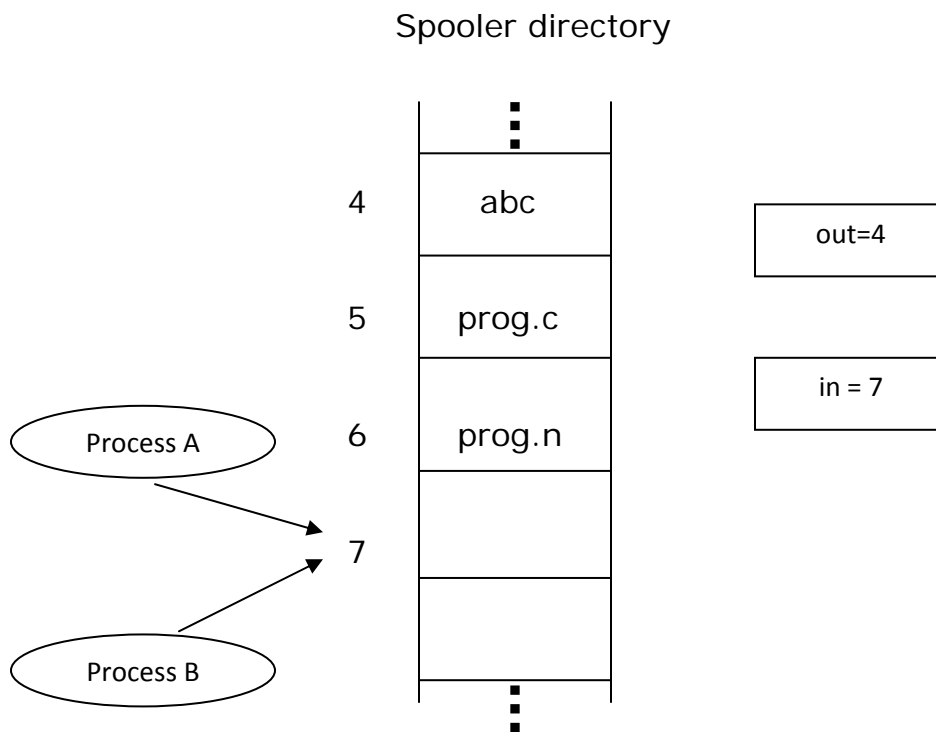 Spooler directory
4 abc
out=4
5 prog.c
in = 7
Process A
6 prog.n
7
Process B